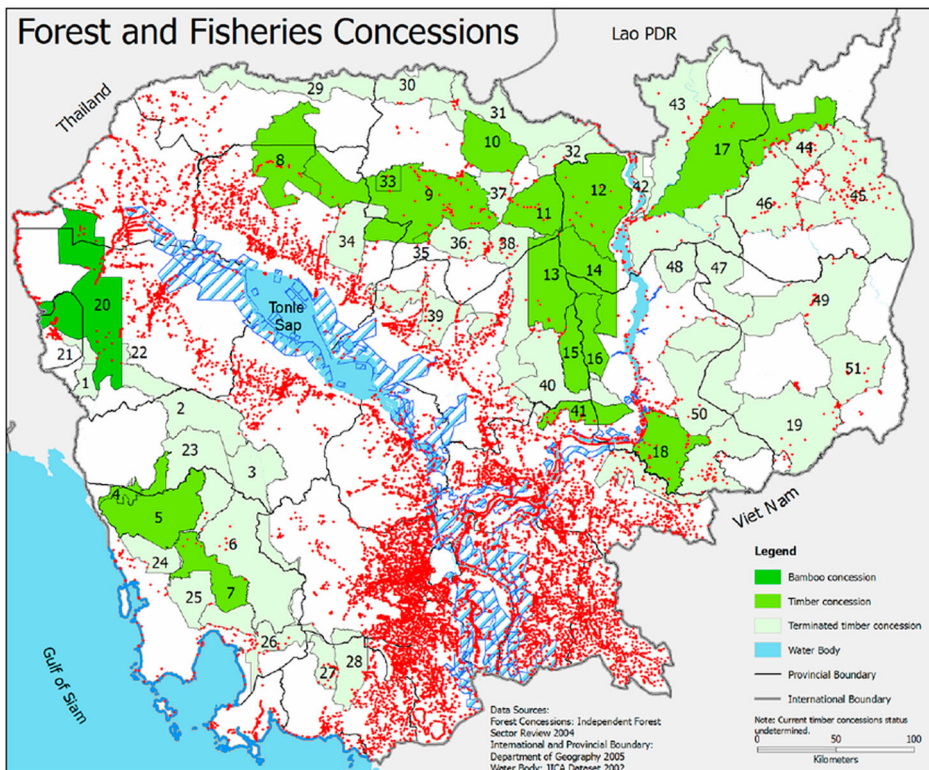 Forest and Fisheries Concessions
Lao PDR
Thailand
29
30
43
31
10
17
8
32
44
33
9
37
12
42
45
46
11
34
36
38
35
48
47
13
14
20
Tonle
Sap
49
39
21
22
15
16
51
1
40
2
41
50
19
23
18
3
4
5
Viet Nam
6
24
7
25
26
28
27
Gulf of Siam
Legend
Bamboo concession
Timber concession
Terminated timber concession
Water Body
Provincial Boundary
International Boundary
Note: Current timber concessions status
undetermined.
0 50 100
Kilometers
Data Sources:
Forest Concessions: Independent Forest
Sector Review 2004
International and Provincial Boundary:
Department of Geography 2005
Water Body: JICA Dataset 2002